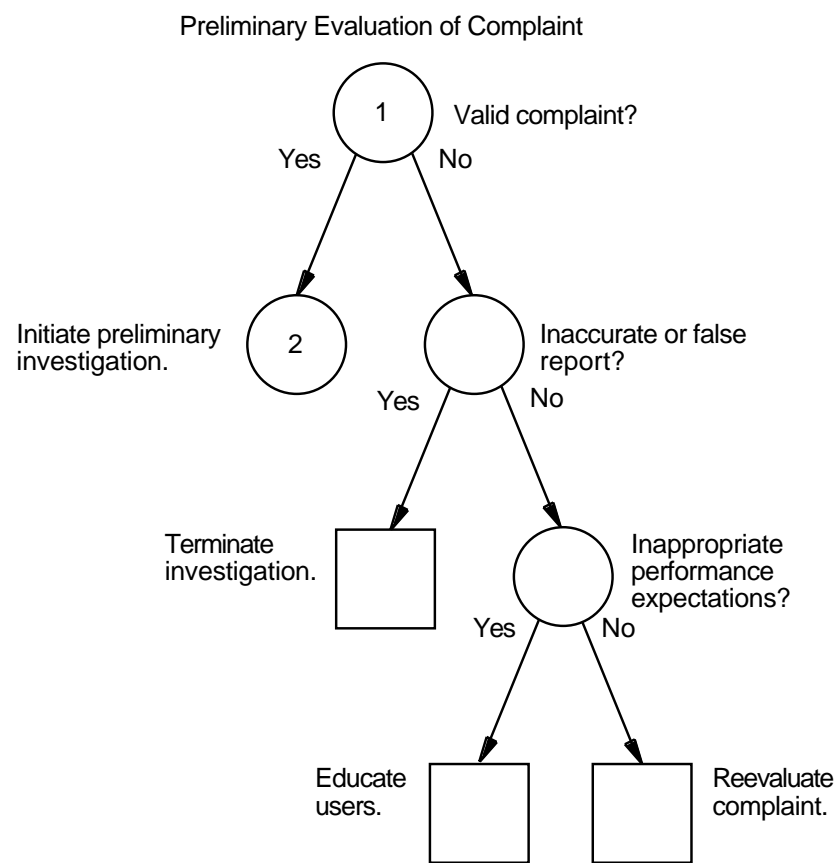 Preliminary Evaluation of Complaint
1
Valid complaint?
Yes
No
Initiate preliminary
investigation.
2
Inaccurate or false
report?
Yes
No
Terminate
investigation.
Inappropriate
performance
expectations?
Yes
No
Educate
users.
Reevaluate
complaint.